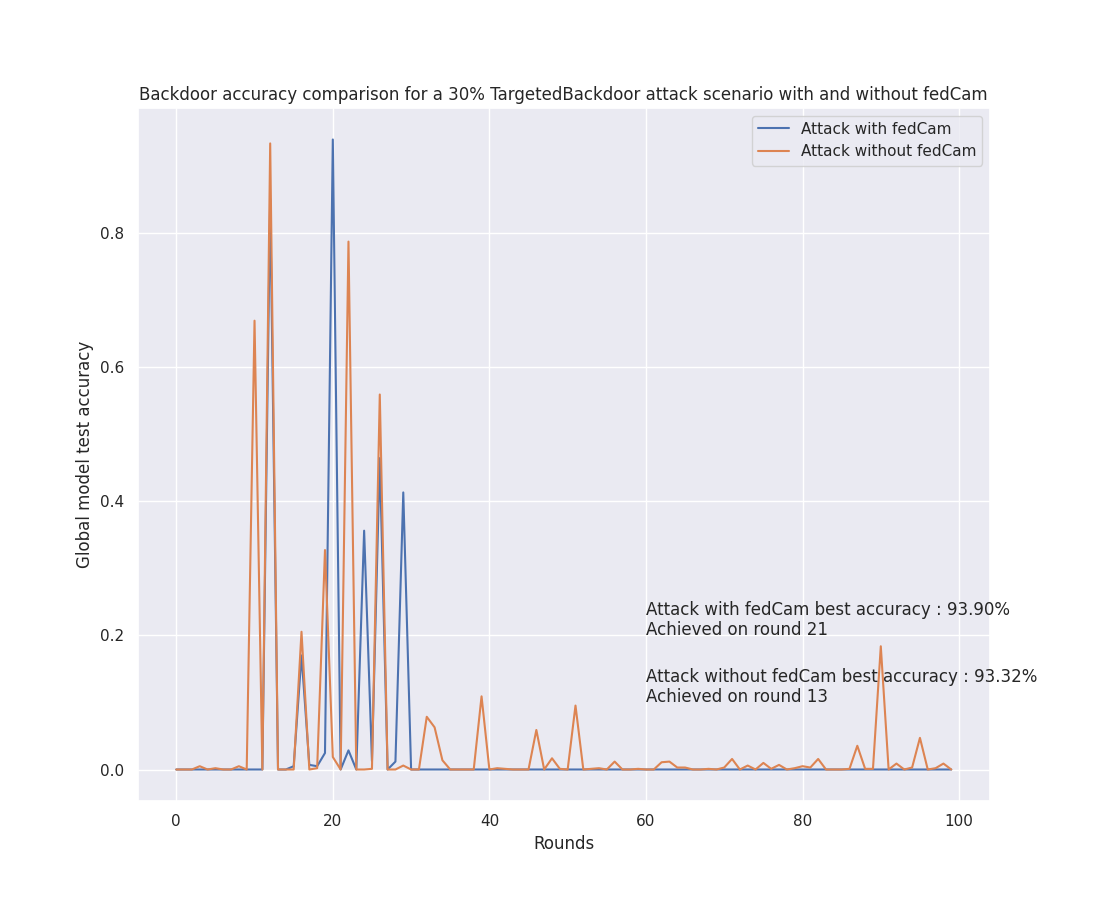 Backdoor accuracy comparison for a 30% TargetedBackdoor attack scenario with and without fedCam
Attack with fedCam
Attack without fedCam
0.8
0.6
0.4
0.2
0.0
Global model test accuracy
Attack with fedCam best accuracy : 93.90%
Achieved on round 21
Attack without fedCam best accuracy : 93.32%
Achieved on round 13
0 20 40 60 80 100
Rounds